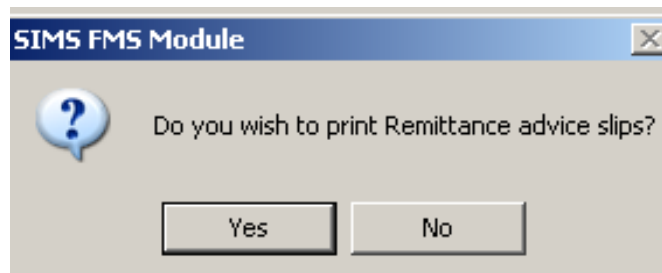 SIMS FMS Module
Do you wish to print Remittance advice slips?
Yes
No